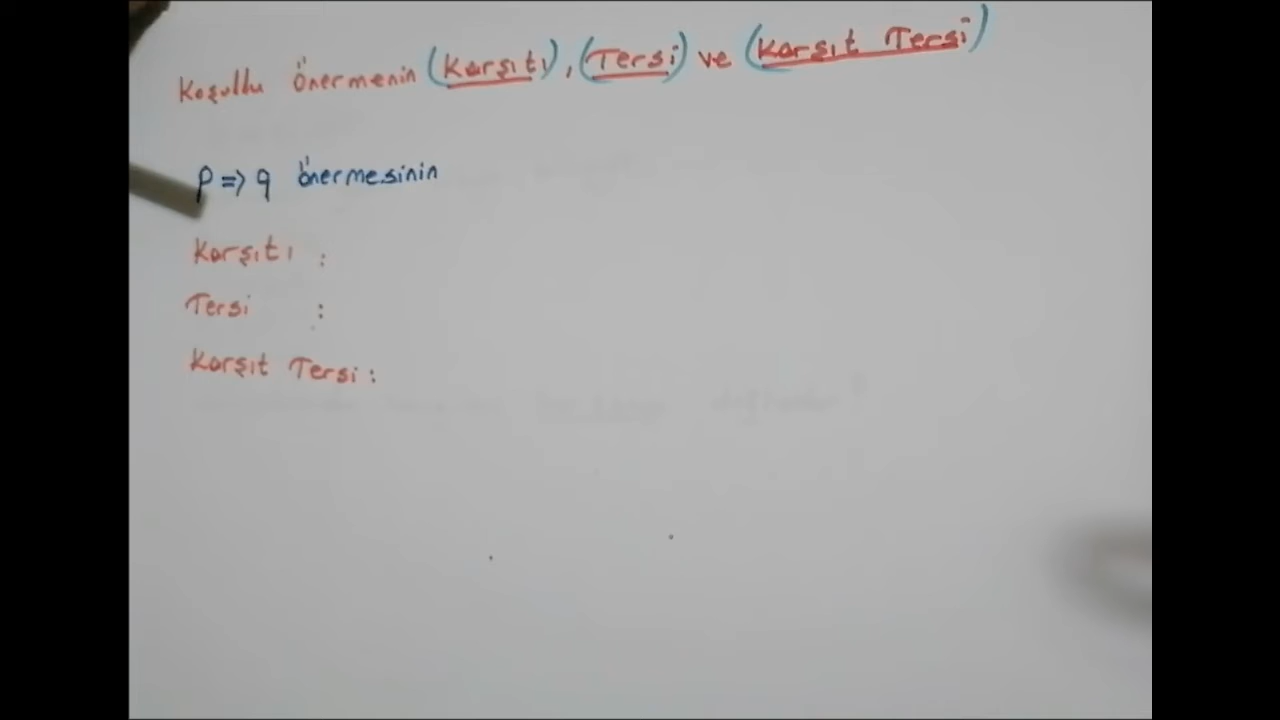 Koşullu önermenin (Karşıtı), (Tersi) ve (Karşıt Tersi)
p => q önermesinin
Karşıtı :
Tersi :
Karşıt Tersi :